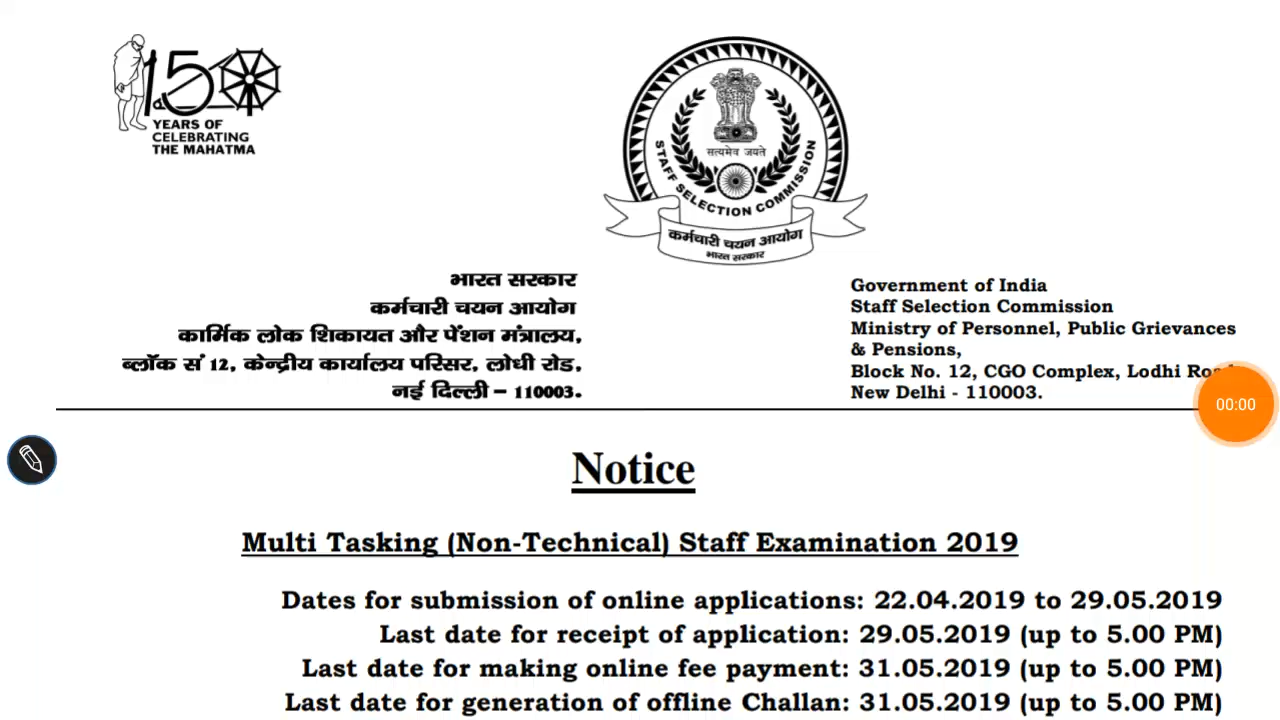 150
YEARS OF
CELEBRATING
THE MAHATMA
सत्यमेव जयते
STAFF SELECTION COMMISSION
कर्मचारी चयन आयोग
भारत सरकार
भारत सरकार
कर्मचारी चयन आयोग
कार्मिक लोक शिकायत और पेंशन मंत्रालय,
ब्लॉक सं 12, केन्द्रीय कार्यालय परिसर, लोधी रोड,
नई दिल्ली – 110003.
Government of India
Staff Selection Commission
Ministry of Personnel, Public Grievances
& Pensions,
Block No. 12, CGO Complex, Lodhi Road
New Delhi - 110003.
00:00
Notice
Multi Tasking (Non-Technical) Staff Examination 2019
Dates for submission of online applications: 22.04.2019 to 29.05.2019
Last date for receipt of application: 29.05.2019 (up to 5.00 PM)
Last date for making online fee payment: 31.05.2019 (up to 5.00 PM)
Last date for generation of offline Challan: 31.05.2019 (up to 5.00 PM)